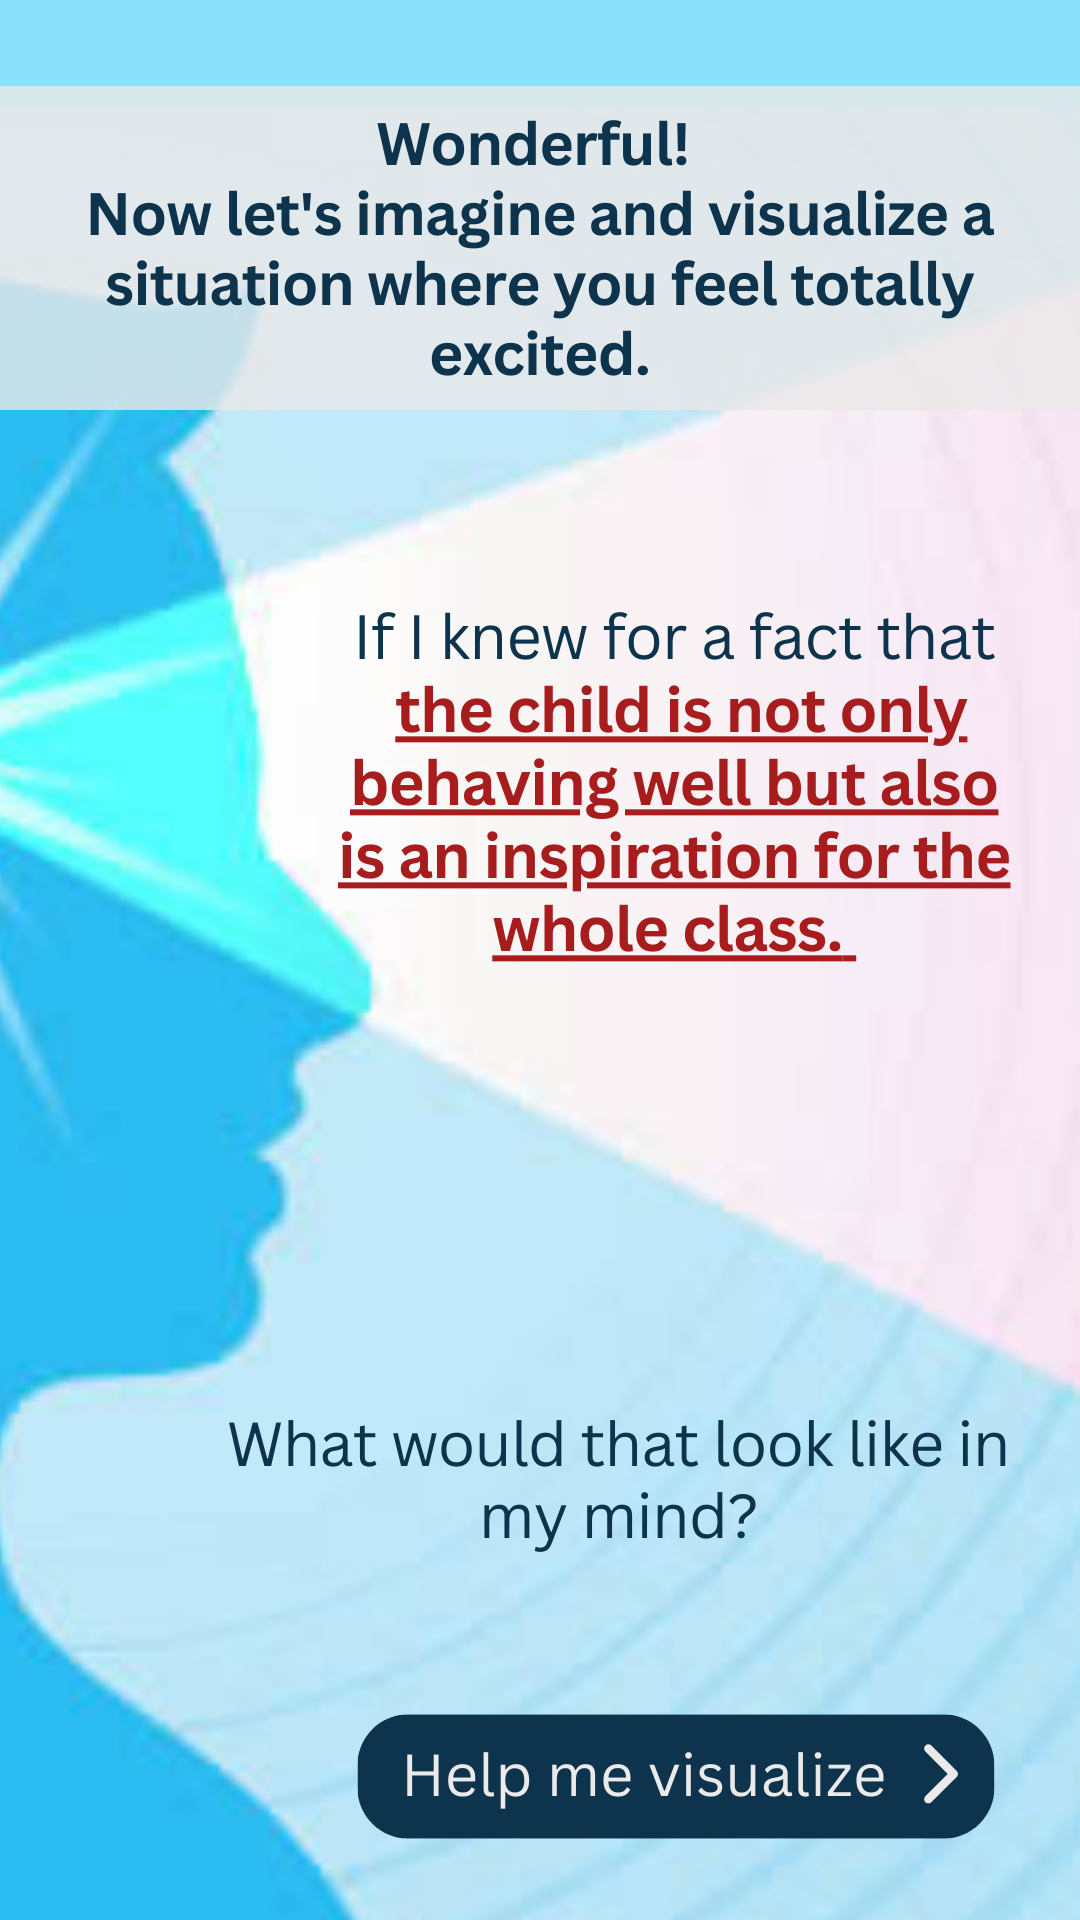 Wonderful!
Now let's imagine and visualize a
situation where you feel totally
excited.
If I knew for a fact that
the child is not only
behaving well but also
is an inspiration for the
whole class.
What would that look like in
my mind?
Help me visualize